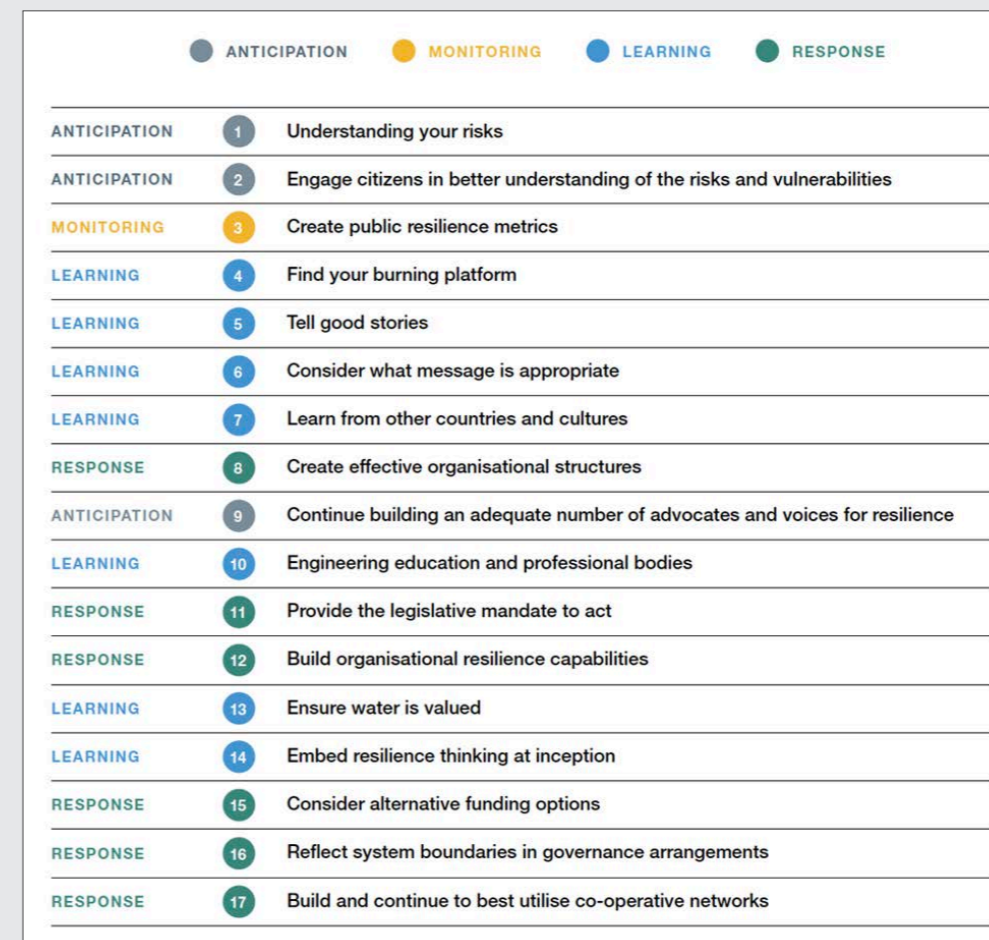 ANTICIPATION MONITORING LEARNING RESPONSE
ANTICIPATION 1 Understanding your risks
ANTICIPATION 2 Engage citizens in better understanding of the risks and vulnerabilities
MONITORING 3 Create public resilience metrics
LEARNING 4 Find your burning platform
LEARNING 5 Tell good stories
LEARNING 6 Consider what message is appropriate
LEARNING 7 Learn from other countries and cultures
RESPONSE 8 Create effective organisational structures
ANTICIPATION 9 Continue building an adequate number of advocates and voices for resilience
LEARNING 10 Engineering education and professional bodies
RESPONSE 11 Provide the legislative mandate to act
RESPONSE 12 Build organisational resilience capabilities
LEARNING 13 Ensure water is valued
LEARNING 14 Embed resilience thinking at inception
RESPONSE 15 Consider alternative funding options
RESPONSE 16 Reflect system boundaries in governance arrangements
RESPONSE 17 Build and continue to best utilise co-operative networks